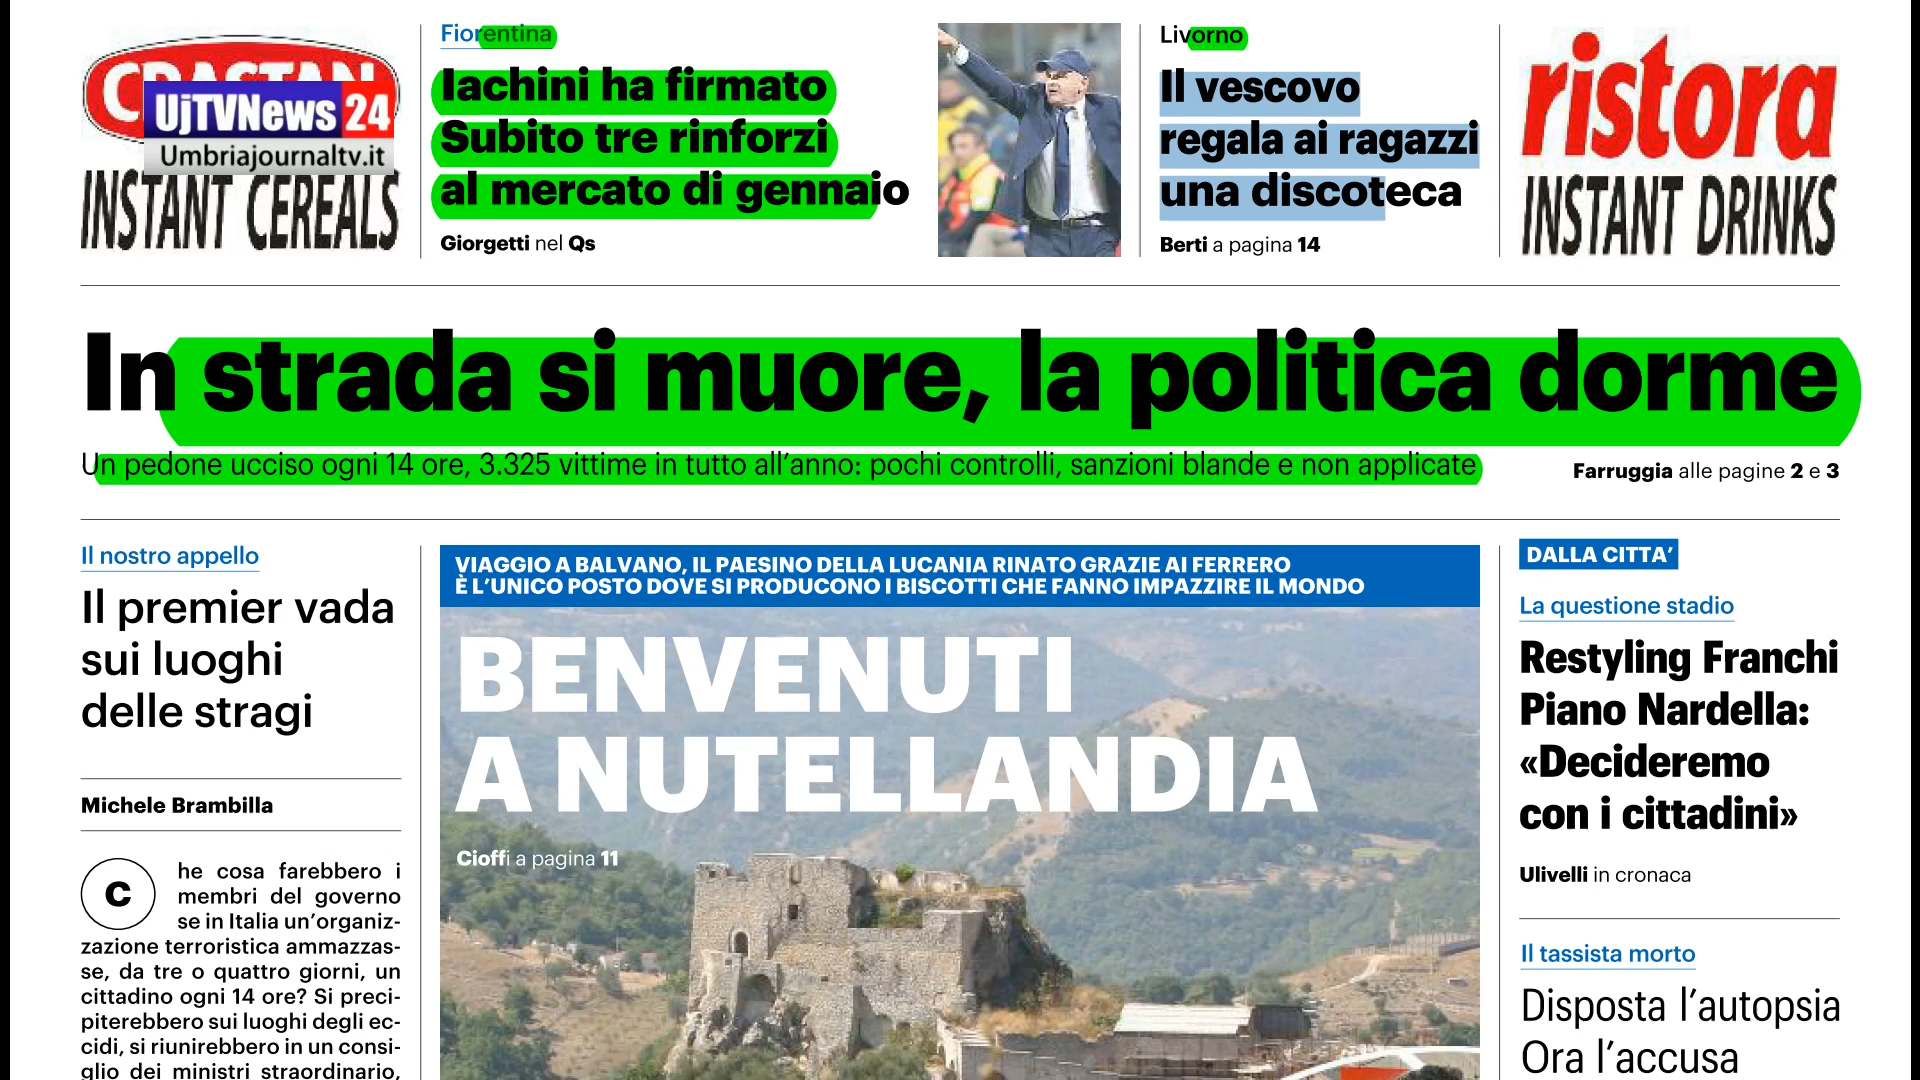 CRASTAN
UjTVNews 24
Umbriajournaltv.it
INSTANT CEREALS
Fiorentina
Iachini ha firmato
Subito tre rinforzi
al mercato di gennaio
Giorgetti nel Qs
Livorno
Il vescovo
regala ai ragazzi
una discoteca
Berti a pagina 14
ristora
INSTANT DRINKS
In strada si muore, la politica dorme
Un pedone ucciso ogni 14 ore, 3.325 vittime in tutto all’anno: pochi controlli, sanzioni blande e non applicate
Farruggia alle pagine 2 e 3
Il nostro appello
Il premier vada
sui luoghi
delle stragi
Michele Brambilla
C he cosa farebbero i
membri del governo
se in Italia un’organiz-
zazione terroristica ammazzas-
se, da tre o quattro giorni, un
cittadino ogni 14 ore? Si preci-
piterebbero sui luoghi degli ec-
cidi, si riunirebbero in un consi-
glio dei ministri straordinario,
VIAGGIO A BALVANO, IL PAESINO DELLA LUCANIA RINATO GRAZIE AI FERRERO
È L’UNICO POSTO DOVE SI PRODUCONO I BISCOTTI CHE FANNO IMPAZZIRE IL MONDO
BENVENUTI
A NUTELLANDIA
Cioffi a pagina 11
DALLA CITTA’
La questione stadio
Restyling Franchi
Piano Nardella:
«Decideremo
con i cittadini»
Ulivelli in cronaca
Il tassista morto
Disposta l’autopsia
Ora l’accusa